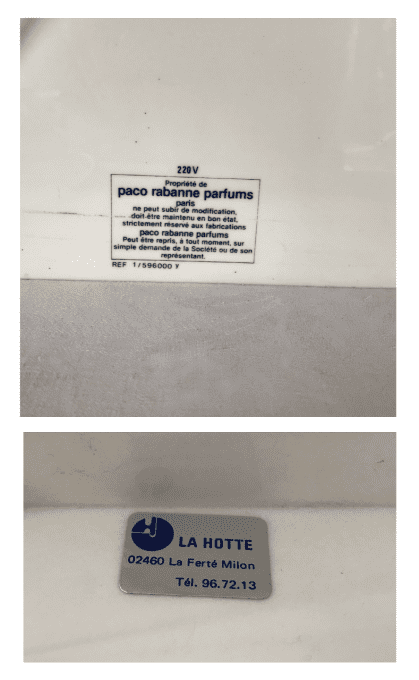 220V
Propriété de
paco rabanne parfums
paris
ne peut subir de modification,
doit être maintenu en bon état,
strictement réservé aux fabrications
paco rabanne parfums
Peut être repris, à tout moment, sur
simple demande de la Société ou de son
représentant.
REF 1/596000 Y
LA HOTTE
02460 La Ferté Milon
Tél. 96.72.13